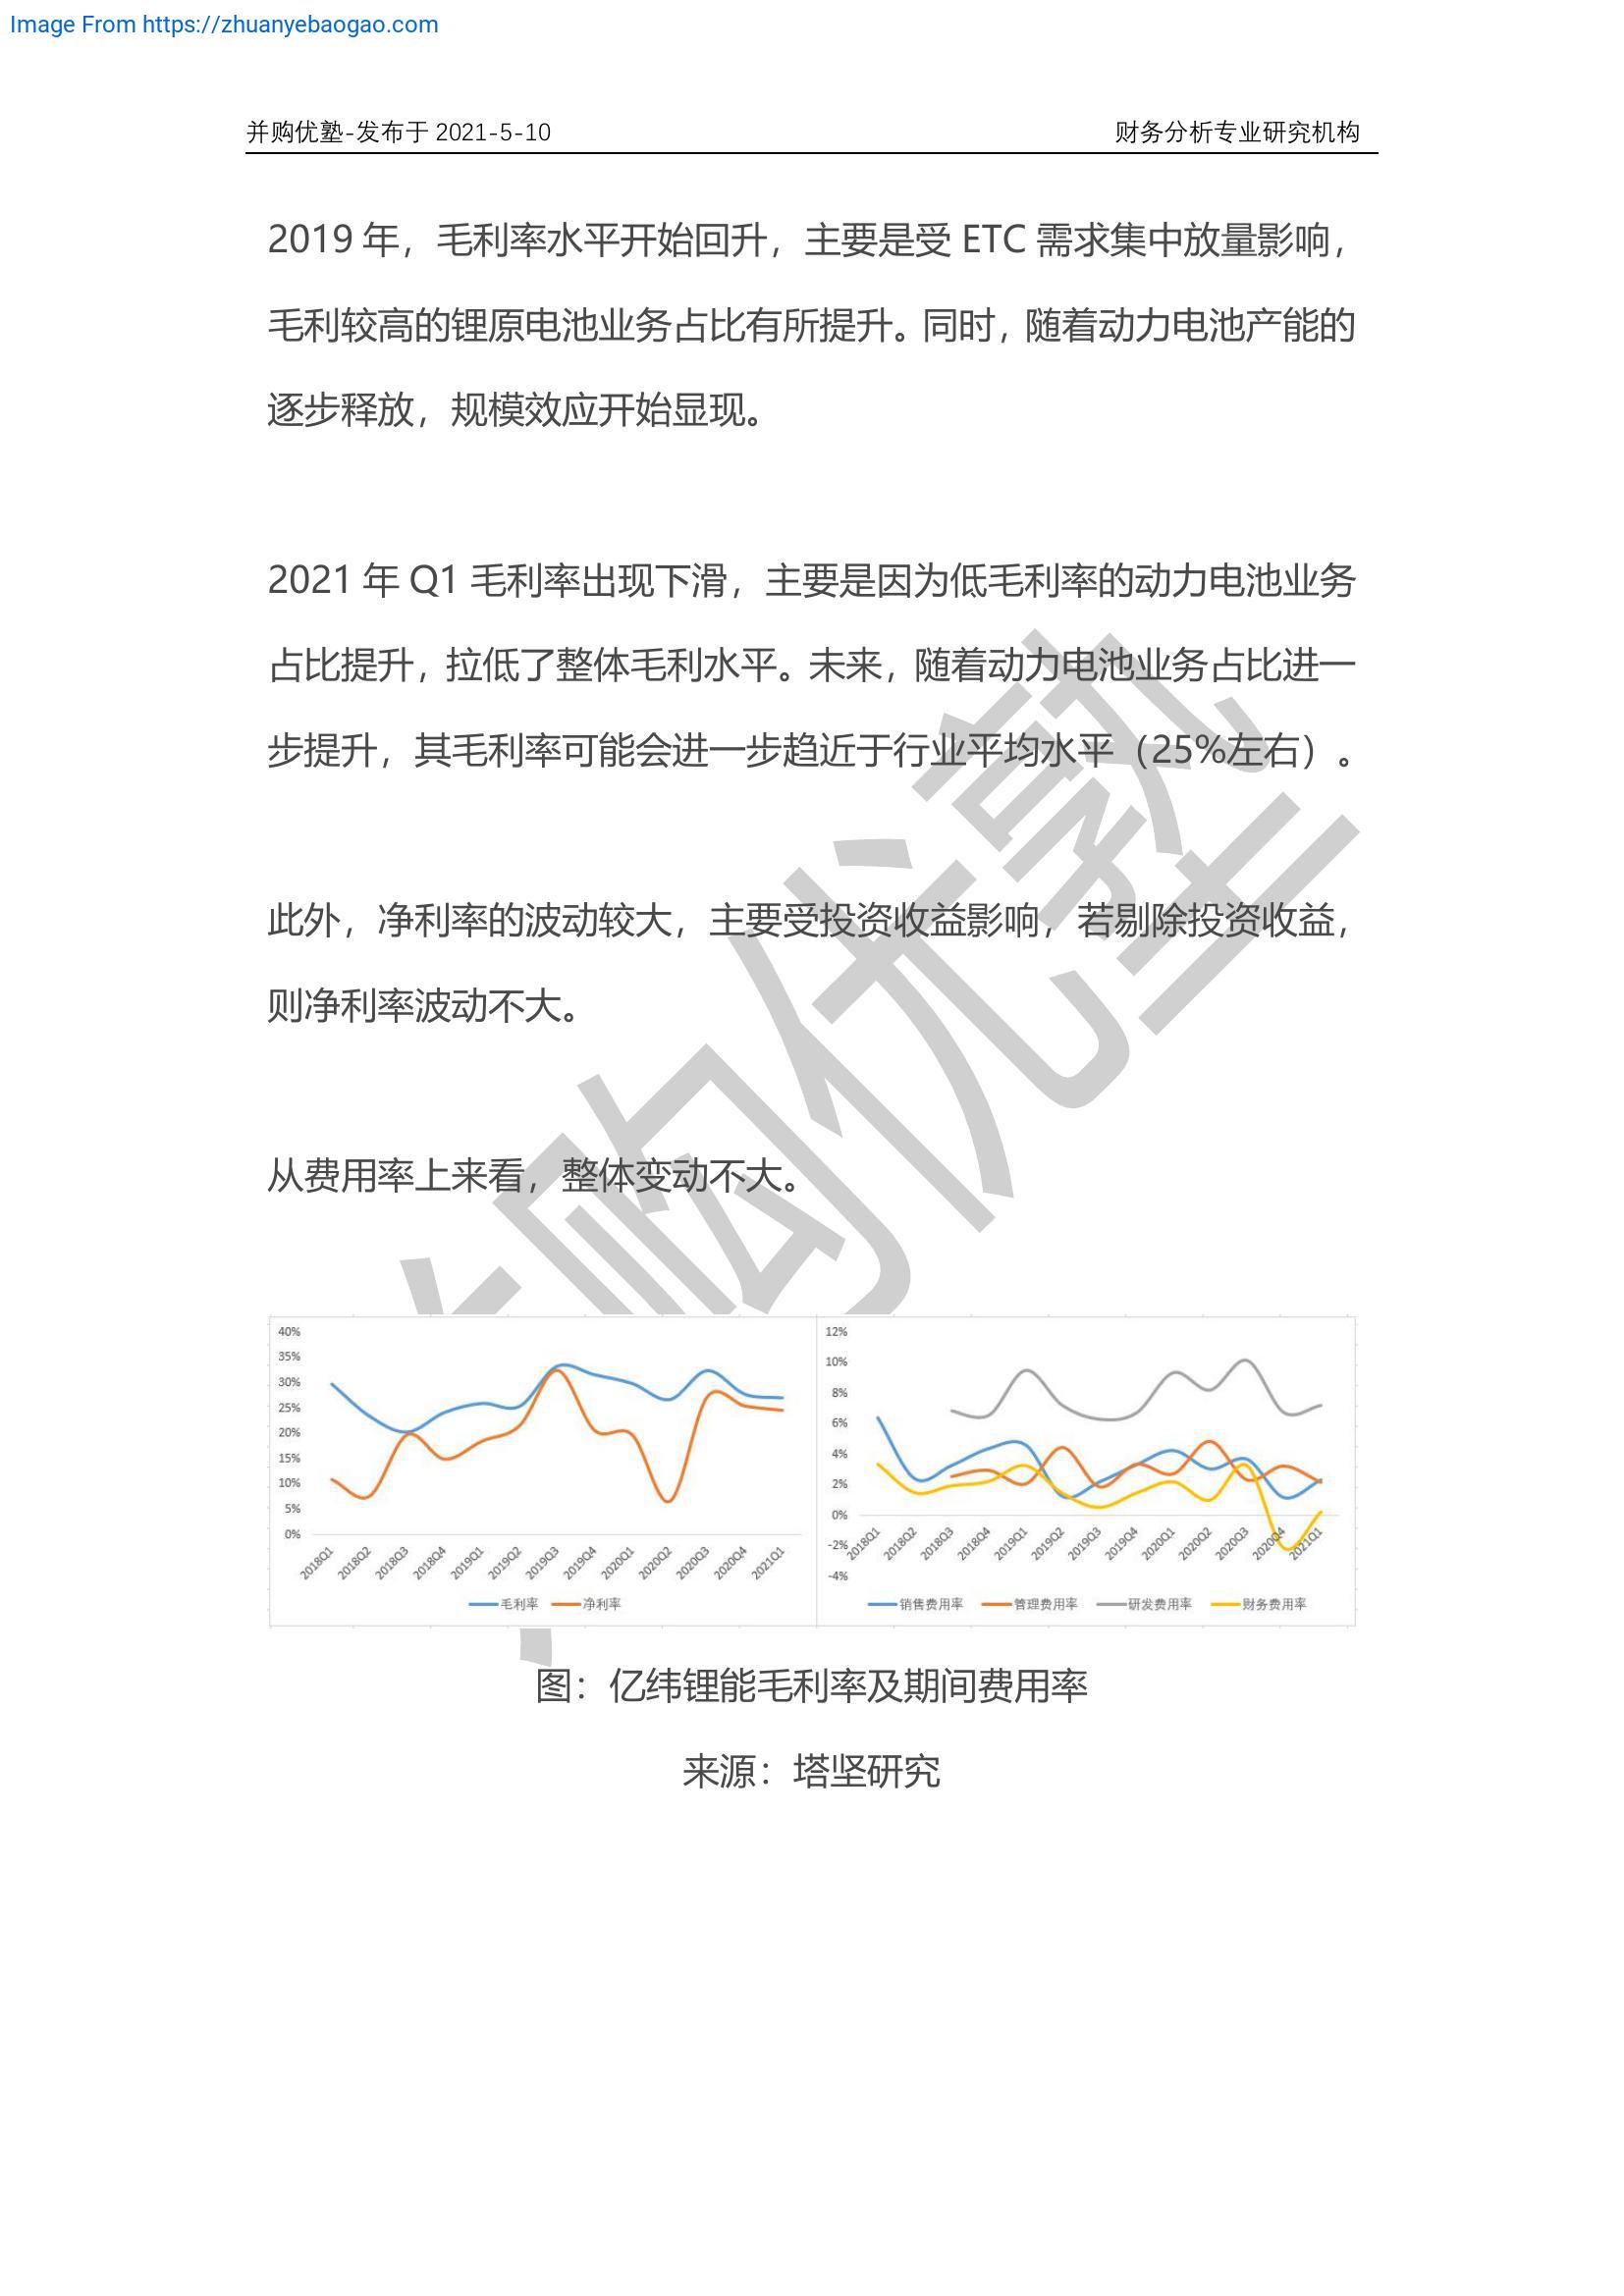 Image From https://zhuanyebaogao.com
并购优塾-发布于 2021-5-10 财务分析专业研究机构
2019 年，毛利率水平开始回升，主要是受 ETC 需求集中放量影响，
毛利较高的锂原电池业务占比有所提升。同时，随着动力电池产能的
逐步释放，规模效应开始显现。
2021 年 Q1 毛利率出现下滑，主要是因为低毛利率的动力电池业务
占比提升，拉低了整体毛利水平。未来，随着动力电池业务占比进一
步提升，其毛利率可能会进一步趋近于行业平均水平（25%左右）。
此外，净利率的波动较大，主要受投资收益影响，若剔除投资收益，
则净利率波动不大。
从费用率上来看，整体变动不大。
40%
35%
30%
25%
20%
15%
10%
5%
0%
2018Q1 2018Q2 2018Q3 2018Q4 2019Q1 2019Q2 2019Q3 2019Q4 2020Q1 2020Q2 2020Q3 2020Q4 2021Q1
毛利率 净利率
12%
10%
8%
6%
4%
2%
0%
-2%
-4%
2018Q1 2018Q2 2018Q3 2018Q4 2019Q1 2019Q2 2019Q3 2019Q4 2020Q1 2020Q2 2020Q3 2020Q4 2021Q1
销售费用率 管理费用率 研发费用率 财务费用率
图：亿纬锂能毛利率及期间费用率
来源：塔坚研究
购优塾